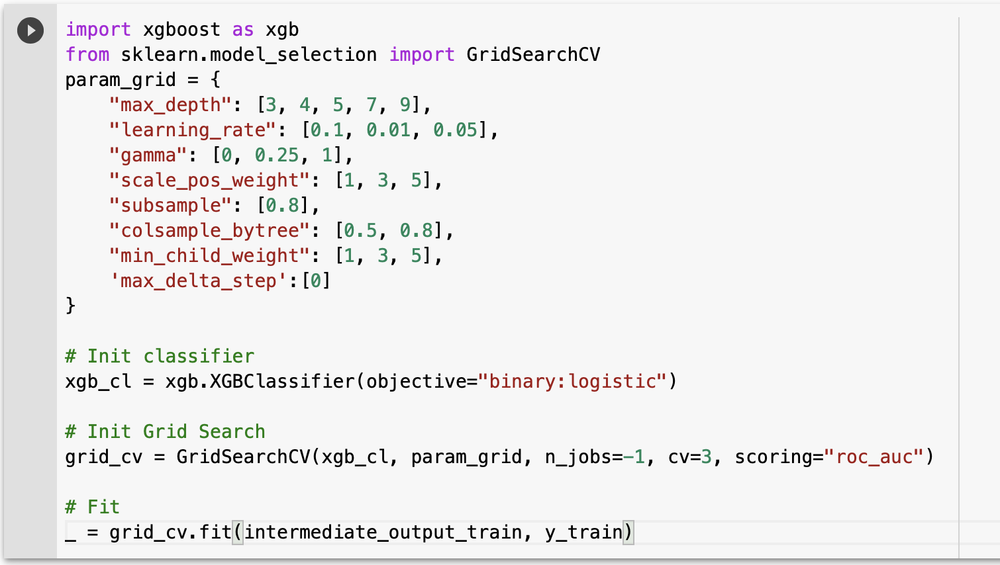 import xgboost as xgb
from sklearn.model_selection import GridSearchCV
param_grid = {
    "max_depth": [3, 4, 5, 7, 9],
    "learning_rate": [0.1, 0.01, 0.05],
    "gamma": [0, 0.25, 1],
    "scale_pos_weight": [1, 3, 5],
    "subsample": [0.8],
    "colsample_bytree": [0.5, 0.8],
    "min_child_weight": [1, 3, 5],
    'max_delta_step':[0]
}
# Init classifier
xgb_cl = xgb.XGBClassifier(objective="binary:logistic")
# Init Grid Search
grid_cv = GridSearchCV(xgb_cl, param_grid, n_jobs=-1, cv=3, scoring="roc_auc")
# Fit
_ = grid_cv.fit(intermediate_output_train, y_train)